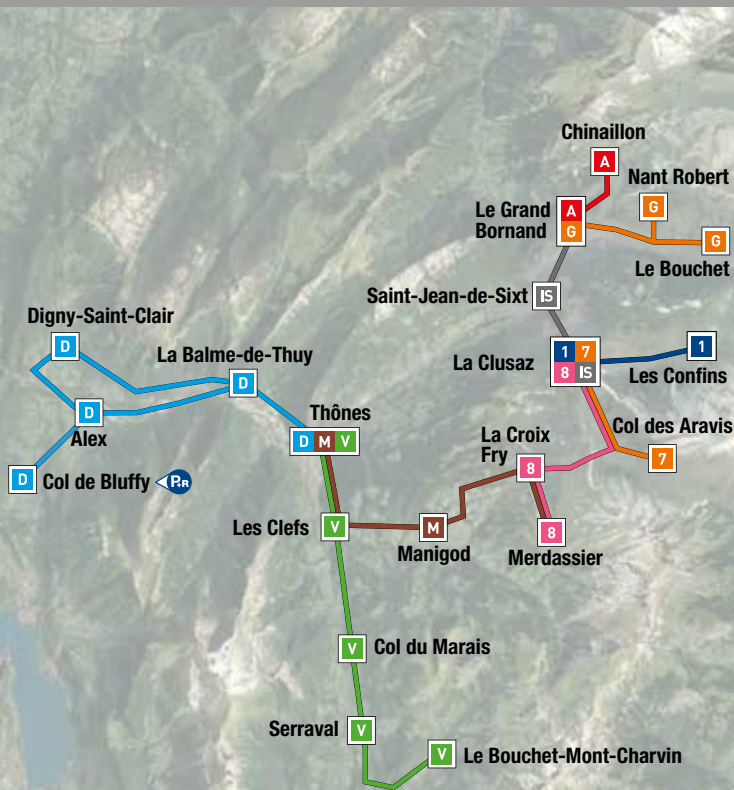 Chinaillon
A
Nant Robert
G
Le Grand
Bornand
A
G
G
Le Bouchet
Saint-Jean-de-Sixt
IS
Digny-Saint-Clair
D
La Balme-de-Thuy
D
La Clusaz
1 7
8 IS
1
Les Confins
D
Alex
Thônes
D M V
La Croix
Fry
8
Col des Aravis
7
D
Col de Bluffy
P+R
Les Clefs
V
M
Manigod
8
Merdassier
V
Col du Marais
Serraval
V
V
Le Bouchet-Mont-Charvin